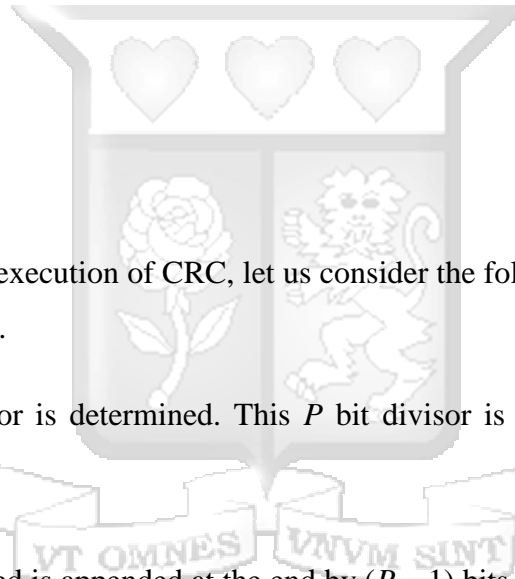 execution of CRC, let us consider the fol
.
or is determined. This P bit divisor is
VT OMNES VNVM SINT
ed is appended at the end by (P – 1) bits